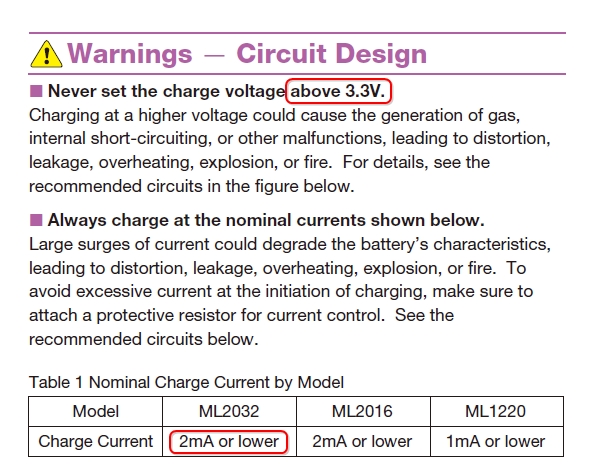 Warnings — Circuit Design
■ Never set the charge voltage above 3.3V.
Charging at a higher voltage could cause the generation of gas,
internal short-circuiting, or other malfunctions, leading to distortion,
leakage, overheating, explosion, or fire. For details, see the
recommended circuits in the figure below.
■ Always charge at the nominal currents shown below.
Large surges of current could degrade the battery's characteristics,
leading to distortion, leakage, overheating, explosion, or fire. To
avoid excessive current at the initiation of charging, make sure to
attach a protective resistor for current control. See the
recommended circuits below.
Table 1 Nominal Charge Current by Model
Model ML2032 ML2016 ML1220
Charge Current 2mA or lower 2mA or lower 1mA or lower